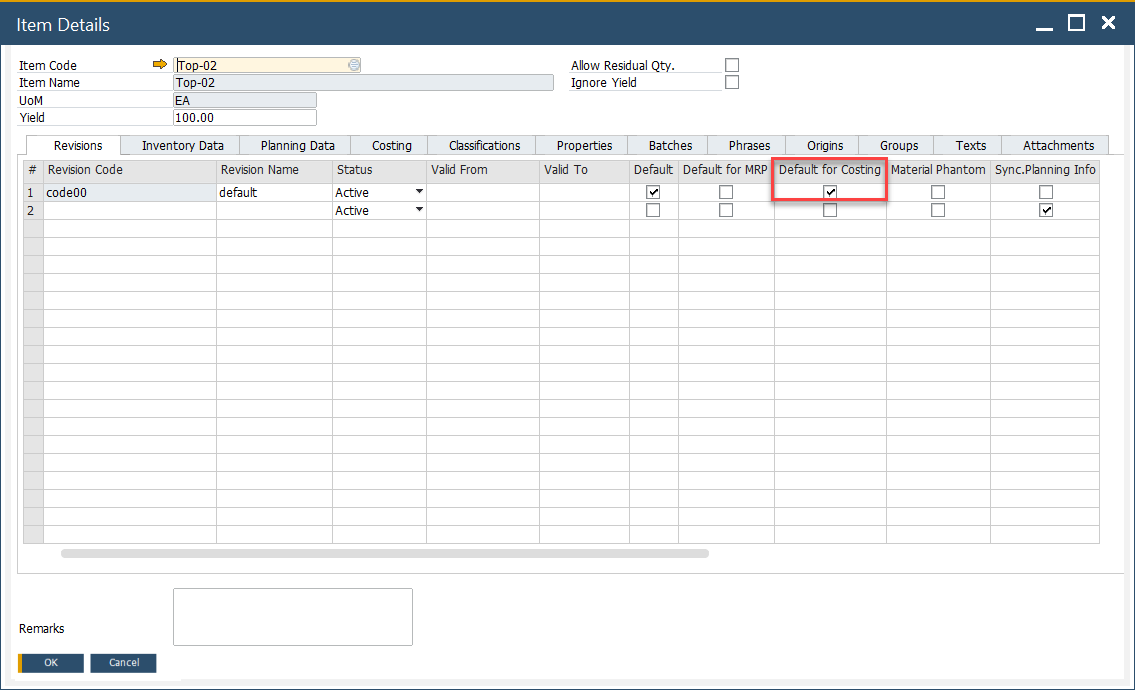 Item Details
Item Code Top-02 Allow Residual Qty.
Item Name Top-02 Ignore Yield
UoM EA
Yield 100.00
Revisions Inventory Data Planning Data Costing Classifications Properties Batches Phrases Origins Groups Texts Attachments
# Revision Code Revision Name Status Valid From Valid To Default Default for MRP Default for Costing Material Phantom Sync.Planning Info
1 code00 default Active
2 Active
Remarks
OK Cancel